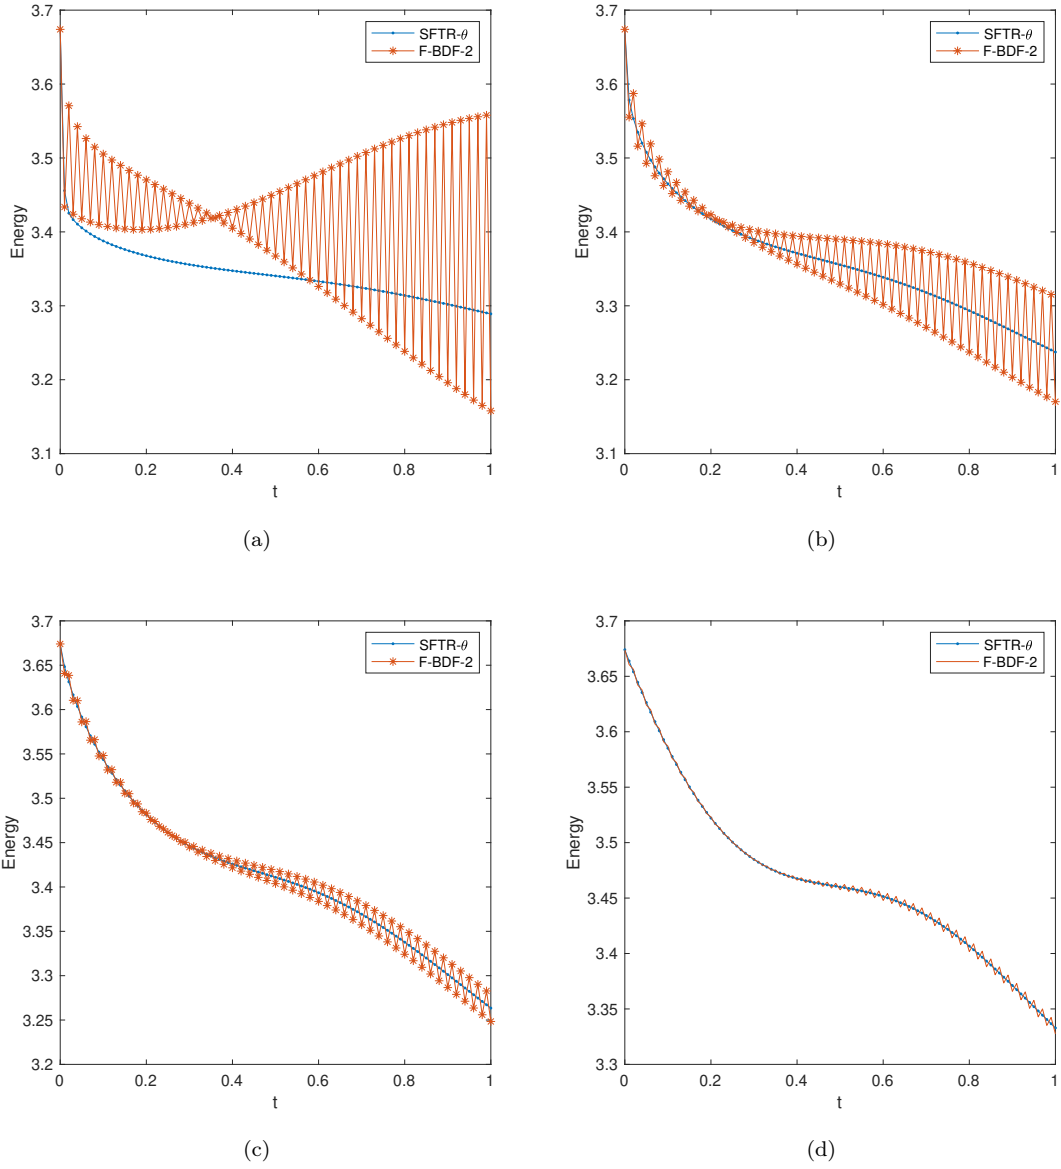 3.7
3.6
3.5
3.4
3.3
3.2
3.1
Energy
0
0.2
0.4
0.6
0.8
1
t
SFTR-θ
F-BDF-2
(a)
3.7
3.6
3.5
3.4
3.3
3.2
3.1
Energy
0
0.2
0.4
0.6
0.8
1
t
SFTR-θ
F-BDF-2
(b)
3.7
3.65
3.6
3.55
3.5
3.45
3.4
3.35
3.3
3.25
3.2
Energy
0
0.2
0.4
0.6
0.8
1
t
SFTR-θ
F-BDF-2
(c)
3.7
3.65
3.6
3.55
3.5
3.45
3.4
3.35
3.3
Energy
0
0.2
0.4
0.6
0.8
1
t
SFTR-θ
F-BDF-2
(d)